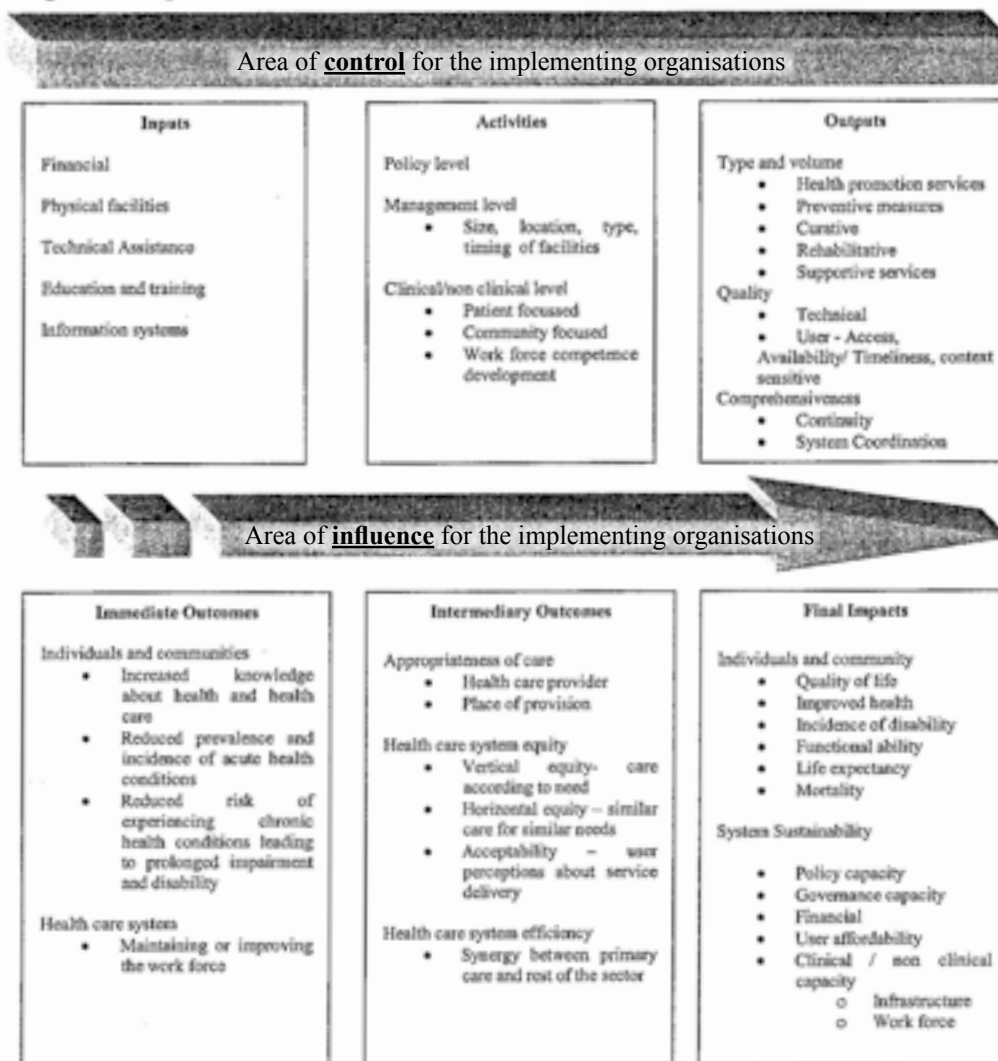 Area of control for the implementing organisations
Inputs
Financial
Physical facilities
Technical Assistance
Education and training
Information systems
Activities
Policy level
Management level
• Size, location, type,
timing of facilities
Clinical/non clinical level
• Patient focussed
• Community focused
• Work force competence
development
Outputs
Type and volume
• Health promotion services
• Preventive measures
• Curative
• Rehabilitative
• Supportive services
Quality
• Technical
• User - Access,
Availability/ Timeliness, context
sensitive
Comprehensiveness
• Continuity
• System Coordination
Area of influence for the implementing organisations
Immediate Outcomes
Individuals and communities
• Increased knowledge
about health and health
care
• Reduced prevalence and
incidence of acute health
conditions
• Reduced risk of
experiencing chronic
health conditions leading
to prolonged impairment
and disability
Health care system
• Maintaining or improving
the work force
Intermediary Outcomes
Appropriatness of care
• Health care provider
• Place of provision
Health care system equity
• Vertical equity- care
according to need
• Horizontal equity – similar
care for similar needs
• Acceptability – user
perceptions about service
delivery
Health care system efficiency
• Synergy between primary
care and rest of the sector
Final Impacts
Individuals and community
• Quality of life
• Improved health
• Incidence of disability
• Functional ability
• Life expectancy
• Mortality
System Sustainability
• Policy capacity
• Governance capacity
• Financial
• User affordability
• Clinical / non clinical
capacity
o Infrastructure
o Work force